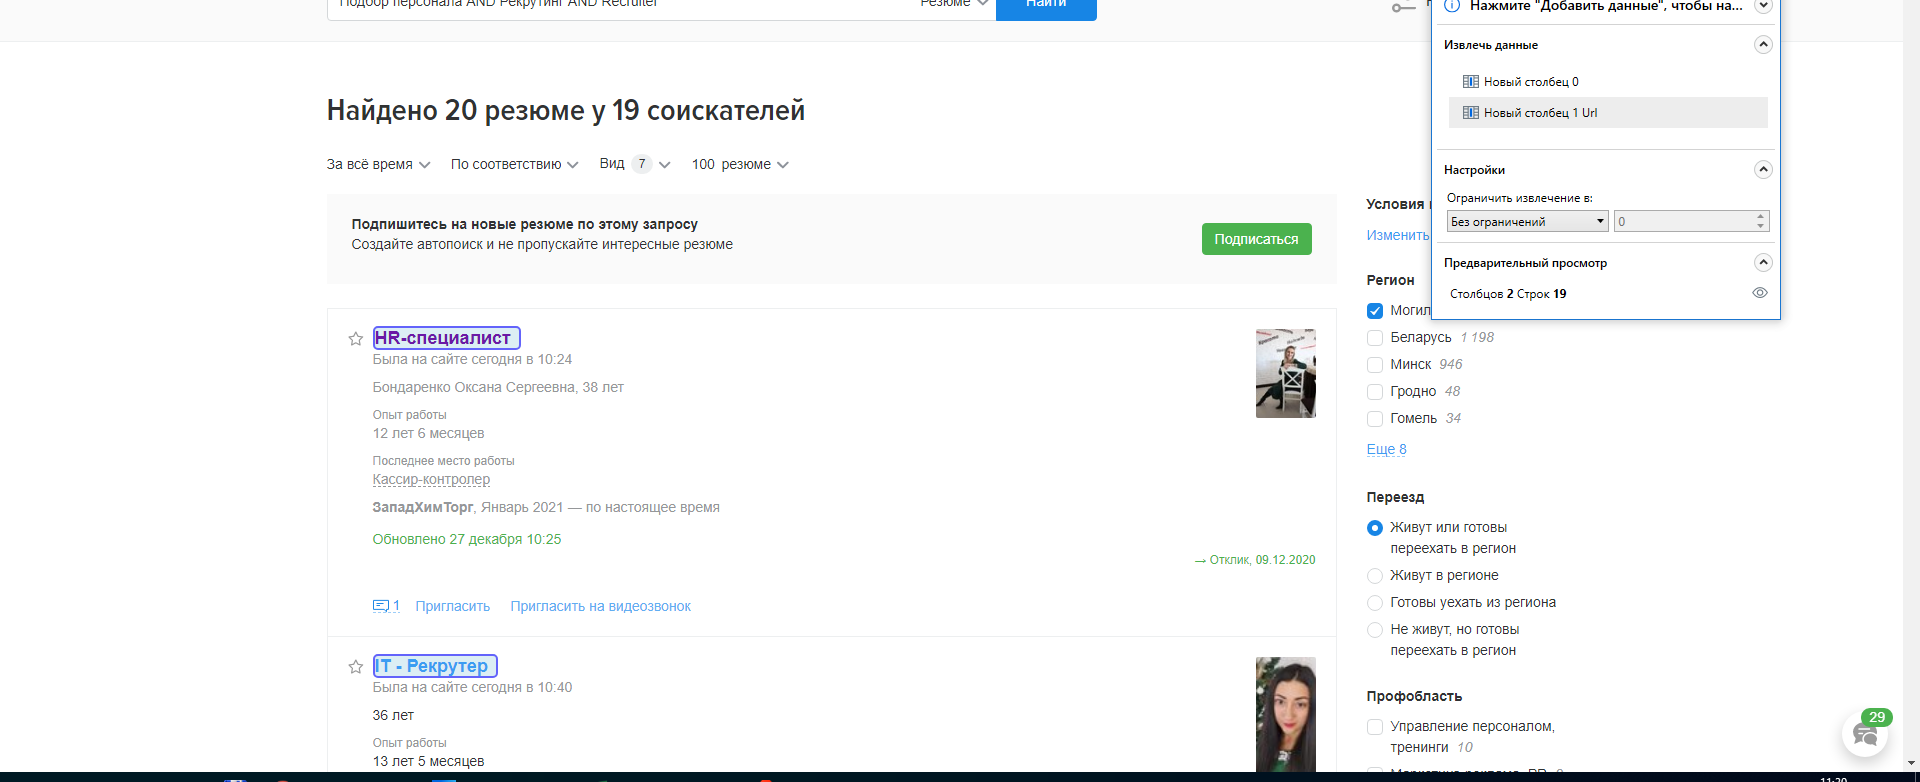 Подбор персонала AND Рекрутинг AND Recruiter
Резюме
Найти
Найдено 20 резюме у 19 соискателей
За всё время
По соответствию
Вид 7
100 резюме
Подпишитесь на новые резюме по этому запросу
Создайте автопоиск и не пропускайте интересные резюме
Подписаться
HR-специалист
Была на сайте сегодня в 10:24
Бондаренко Оксана Сергеевна, 38 лет
Опыт работы
12 лет 6 месяцев
Последнее место работы
Кассир-контролер
ЗападХимТорг, Январь 2021 — по настоящее время
Обновлено 27 декабря 10:25
→ Отклик, 09.12.2020
1
Пригласить
Пригласить на видеозвонок
IT - Рекрутер
Была на сайте сегодня в 10:40
36 лет
Опыт работы
13 лет 5 месяцев
Условия
Изменить
Регион
Могил
Беларусь 1 198
Минск 946
Гродно 48
Гомель 34
Еще 8
Переезд
Живут или готовы
переехать в регион
Живут в регионе
Готовы уехать из региона
Не живут, но готовы
переехать в регион
Профобласть
Управление персоналом,
тренинги 10
Нажмите "Добавить данные", чтобы на...
Извлечь данные
Новый столбец 0
Новый столбец 1 Url
Настройки
Ограничить извлечение в:
Без ограничений
0
Предварительный просмотр
Столбцов 2 Строк 19
29